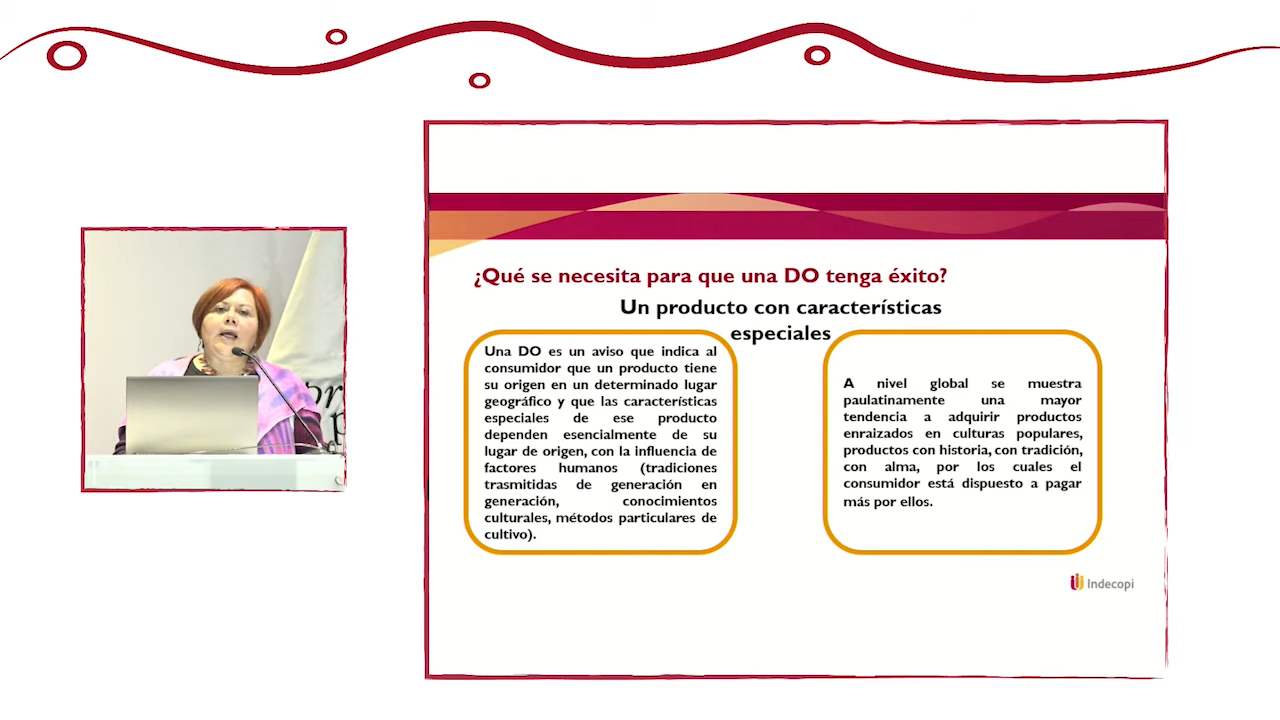 ¿Qué se necesita para que una DO tenga éxito?
Un producto con características
especiales
Una DO es un aviso que indica al
consumidor que un producto tiene
su origen en un determinado lugar
geográfico y que las características
especiales de ese producto
dependen esencialmente de su
lugar de origen, con la influencia de
factores humanos (tradiciones
trasmitidas de generación en
generación, conocimientos
culturales, métodos particulares de
cultivo).
A nivel global se muestra
paulatinamente una mayor
tendencia a adquirir productos
enraizados en culturas populares,
productos con historia, con tradición,
con alma, por los cuales el
consumidor está dispuesto a pagar
más por ellos.
Indecopi